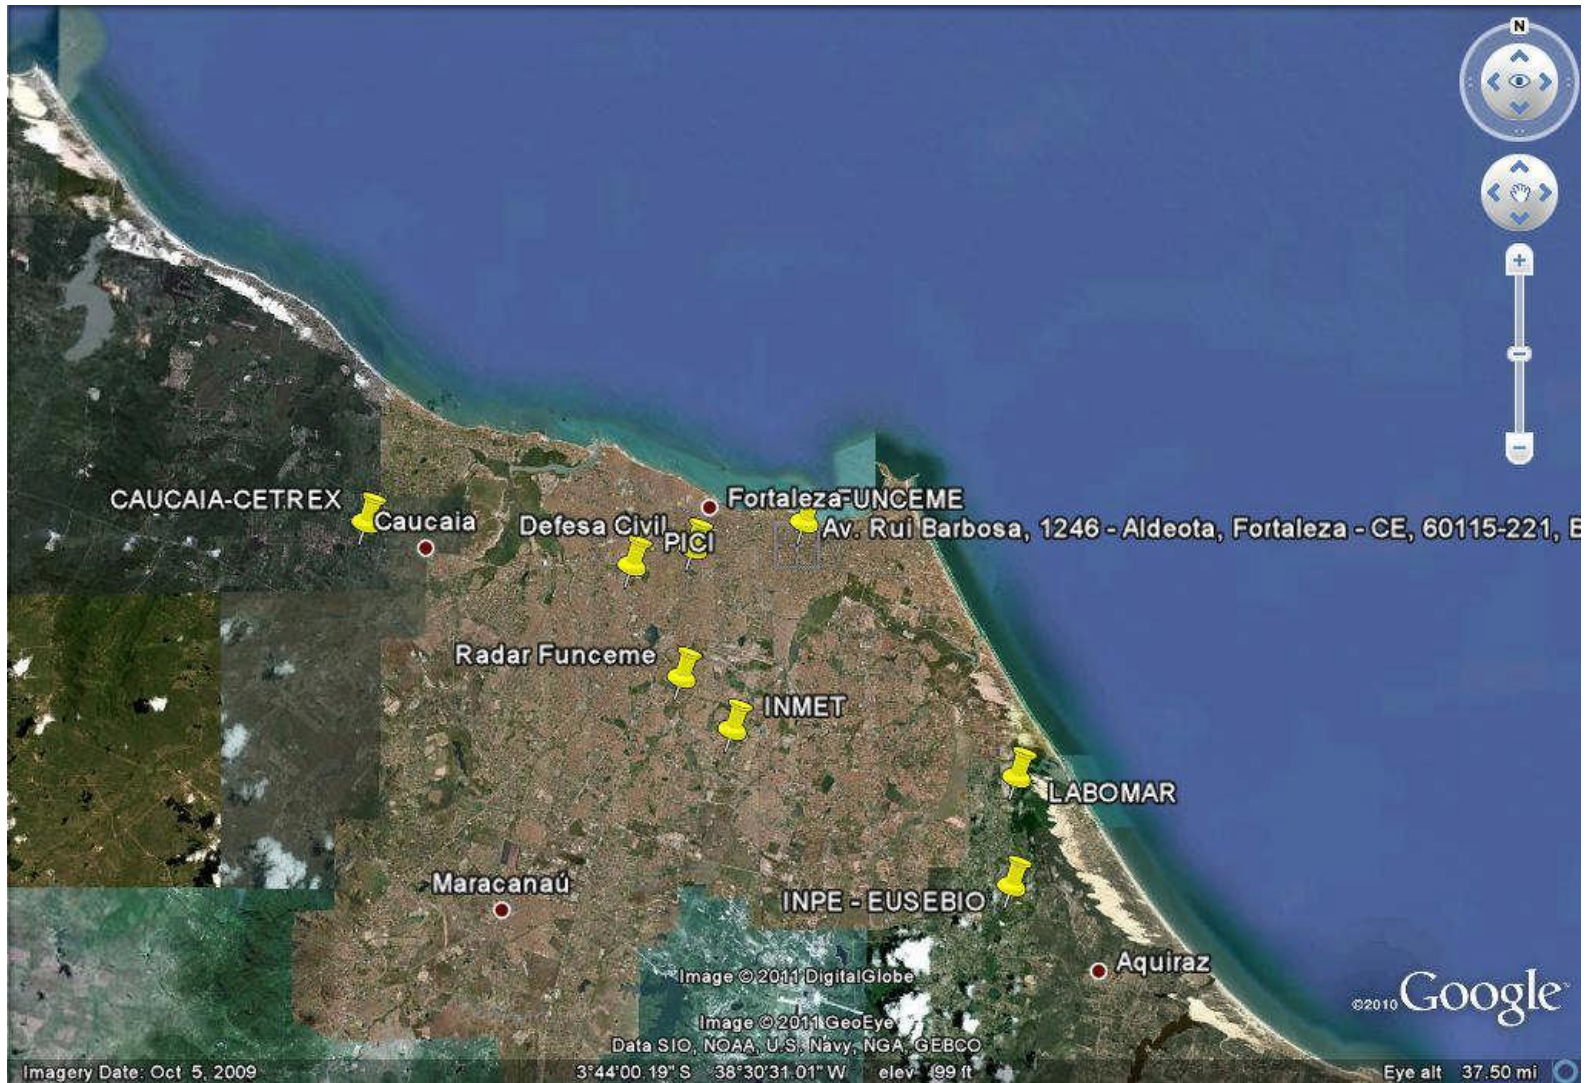 N
CAUCAIA-CETREX
Caucaia
Defesa Civil
PICI
Fortaleza
FUNCEME
Av. Rui Barbosa, 1246 - Aldeota, Fortaleza - CE, 60115-221, B
Radar Funceme
INMET
LABOMAR
Maracanaú
INPE - EUSEBIO
Aquiraz
Image © 2011 DigitalGlobe
Image © 2011 GeoEye
Data SIO, NOAA, U.S. Navy, NGA, GEBCO
©2010 Google
Imagery Date: Oct 5, 2009
3°44'00.19" S 38°30'31.01" W elev 99 ft
Eye alt 37.50 mi